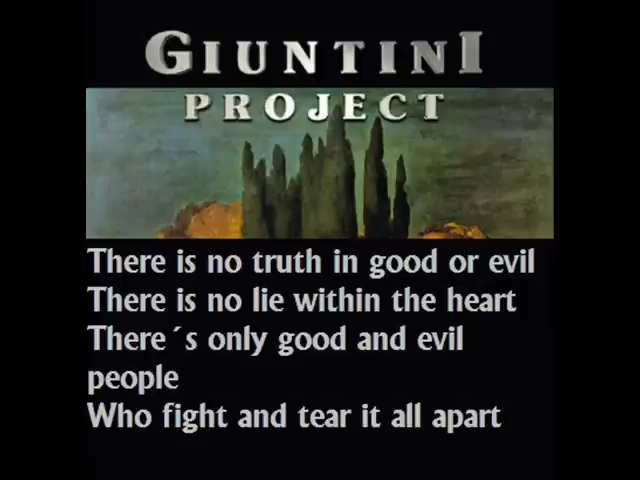 GIUNTINI
PROJECT
There is no truth in good or evil
There is no lie within the heart
There´s only good and evil
people
Who fight and tear it all apart